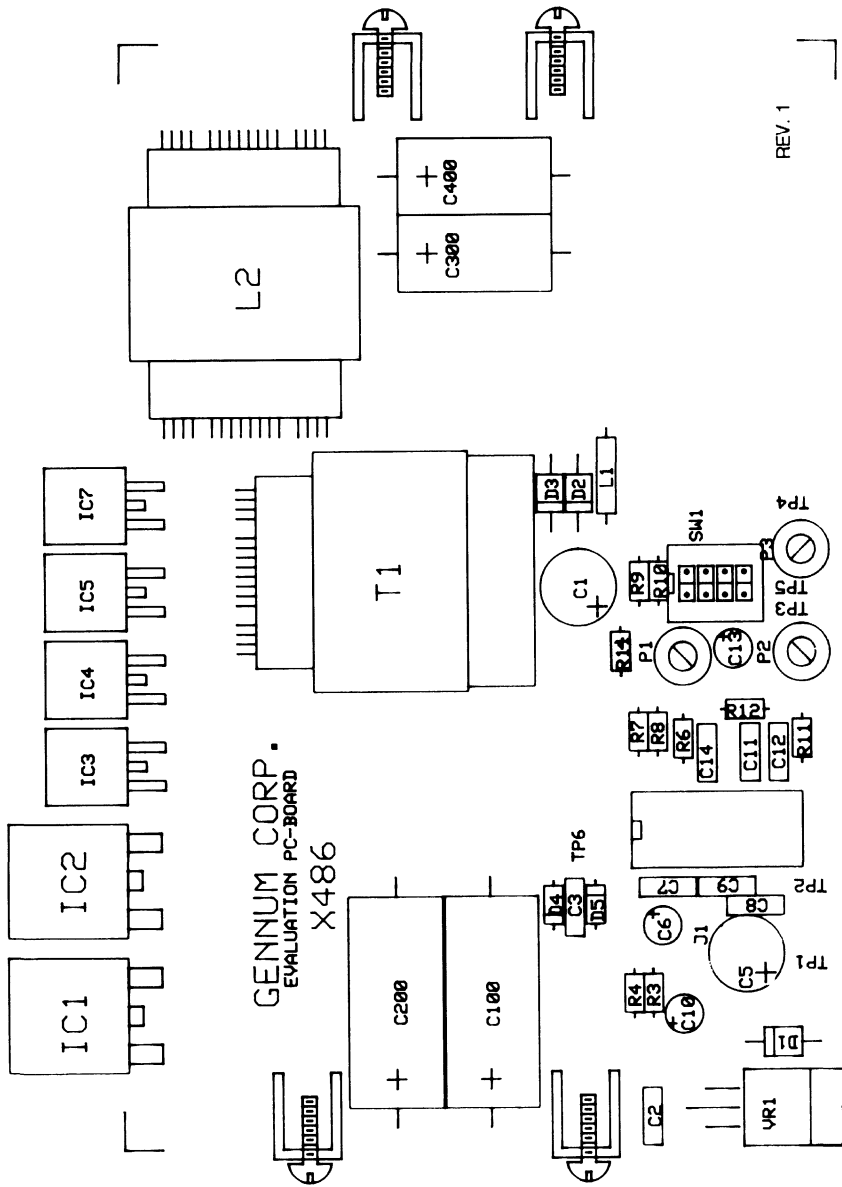 REV. 1
C400
C300
L2
IC7
IC5
IC4
IC3
IC2
IC1
T1
D3
D2
L1
C1
R9
R10
SW1
TP4
P3
TP5
TP3
R14
P1
C13
P2
R7
R8
R6
C14
R12
C11
C12
R11
GENNUM CORP.
EVALUATION PC-BOARD
X486
TP6
D4
C3
D5
C7
C9
C8
TP2
C6
J1
C5
TP1
C200
C100
R4
R3
C10
D1
C2
VR1